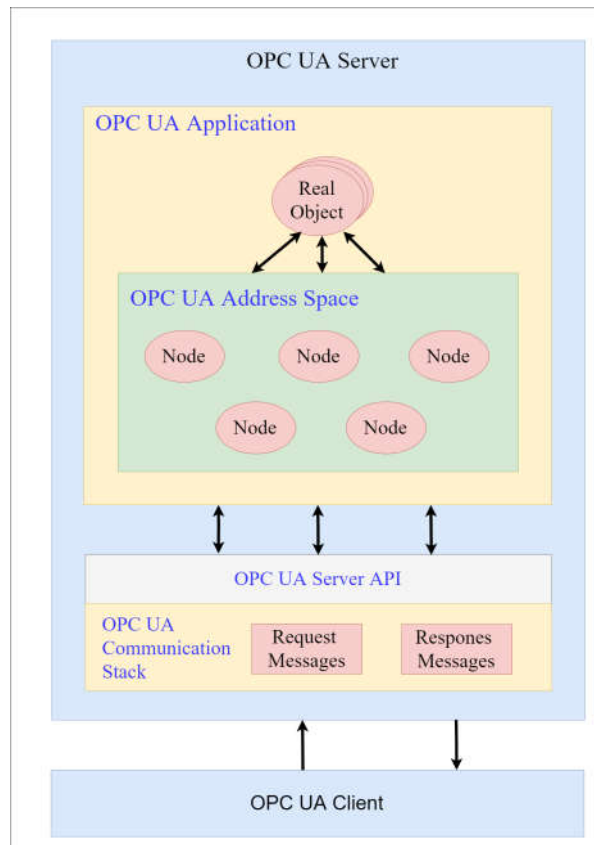 OPC UA Server
OPC UA Application
Real
Object
OPC UA Address Space
Node
Node
Node
Node
Node
OPC UA Server API
OPC UA
Communication
Stack
Request
Messages
Respones
Messages
OPC UA Client